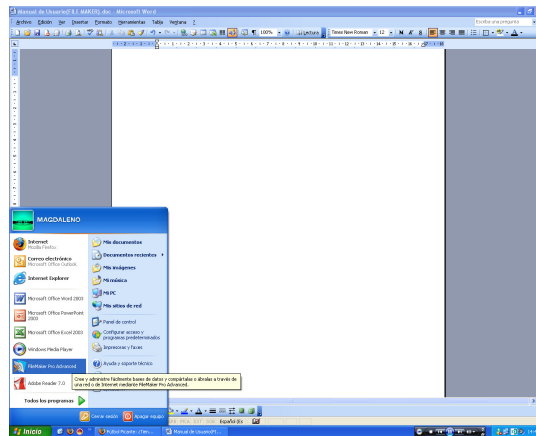 Manual de Usuario(FILE MAKER).doc - Microsoft Word
Archivo Edición Ver Insertar Formato Herramientas Tabla Ventana ?
Escriba una pregunta
100% Lectura Times New Roman 12 N K S
MAGDALENO
Internet
Mozilla Firefox
Correo electrónico
Microsoft Office Outlook
Internet Explorer
Microsoft Office Word 2003
Microsoft Office PowerPoint
2003
Microsoft Office Excel 2003
Windows Media Player
FileMaker Pro Advanced
Adobe Reader 7.0
Todos los programas
Mis documentos
Documentos recientes
Mis imágenes
Mi música
Mi PC
Mis sitios de red
Panel de control
Configurar acceso y
programas predeterminados
Impresoras y faxes
Ayuda y soporte técnico
Cree y administre fácilmente bases de datos y compártalas o ábralas a través de
una red o de Internet mediante FileMaker Pro Advanced.
Cerrar sesión Apagar equipo
Español (Es
Inicio
Manual de Usuario(FI...